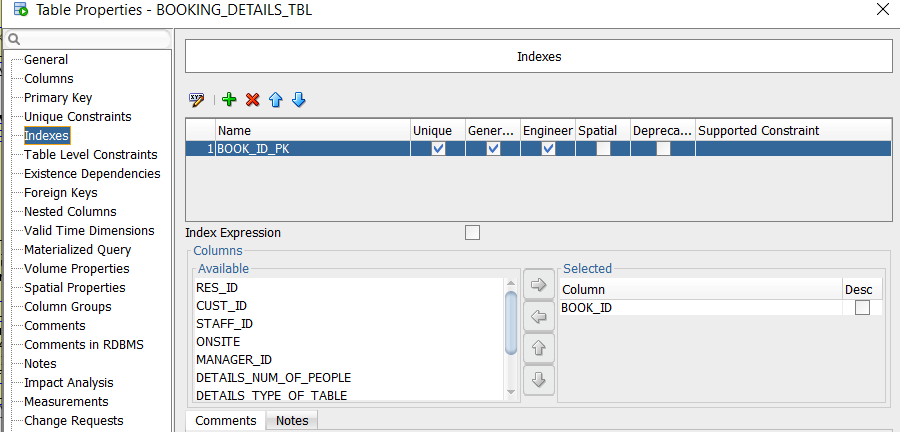 Table Properties - BOOKING_DETAILS_TBL
General
Columns
Primary Key
Unique Constraints
Indexes
Table Level Constraints
Existence Dependencies
Foreign Keys
Nested Columns
Valid Time Dimensions
Materialized Query
Volume Properties
Spatial Properties
Column Groups
Comments
Comments in RDBMS
Notes
Impact Analysis
Measurements
Change Requests
Indexes
Name Unique Gener... Engineer Spatial Depreca... Supported Constraint
1 BOOK_ID_PK
Index Expression
Columns
Available
RES_ID
CUST_ID
STAFF_ID
ONSITE
MANAGER_ID
DETAILS_NUM_OF_PEOPLE
DETAILS_TYPE_OF_TABLE
Selected
Column Desc
BOOK_ID
Comments Notes